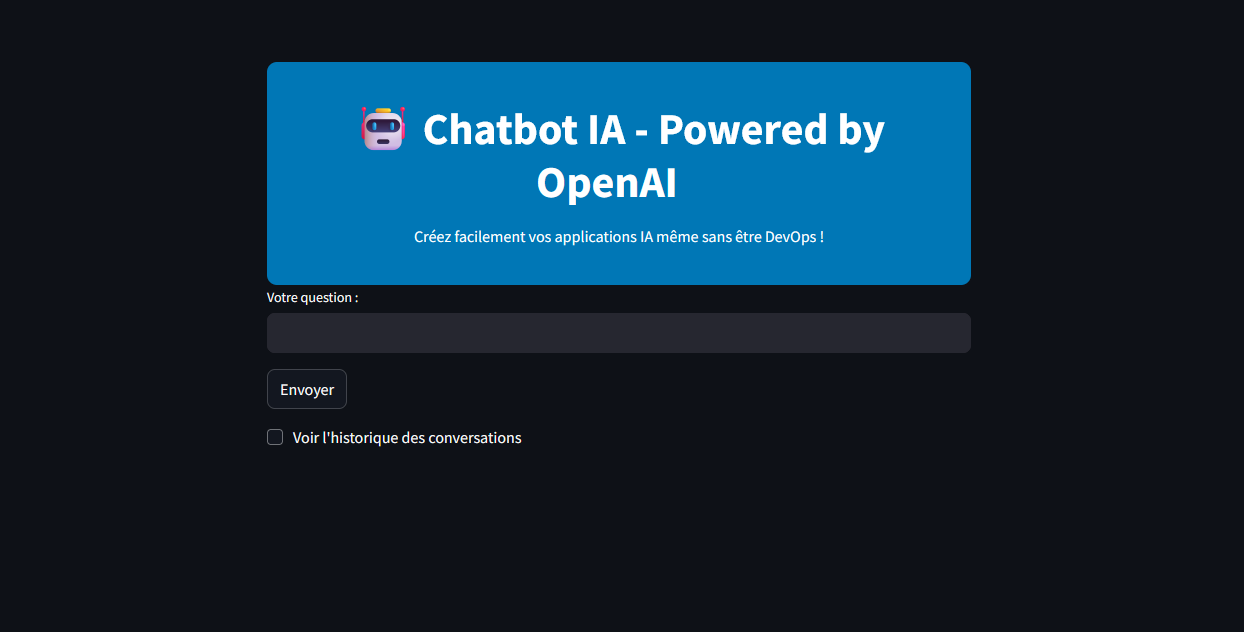 Chatbot IA - Powered by
OpenAI
Créez facilement vos applications IA même sans être DevOps !
Votre question :
Envoyer
Voir l'historique des conversations